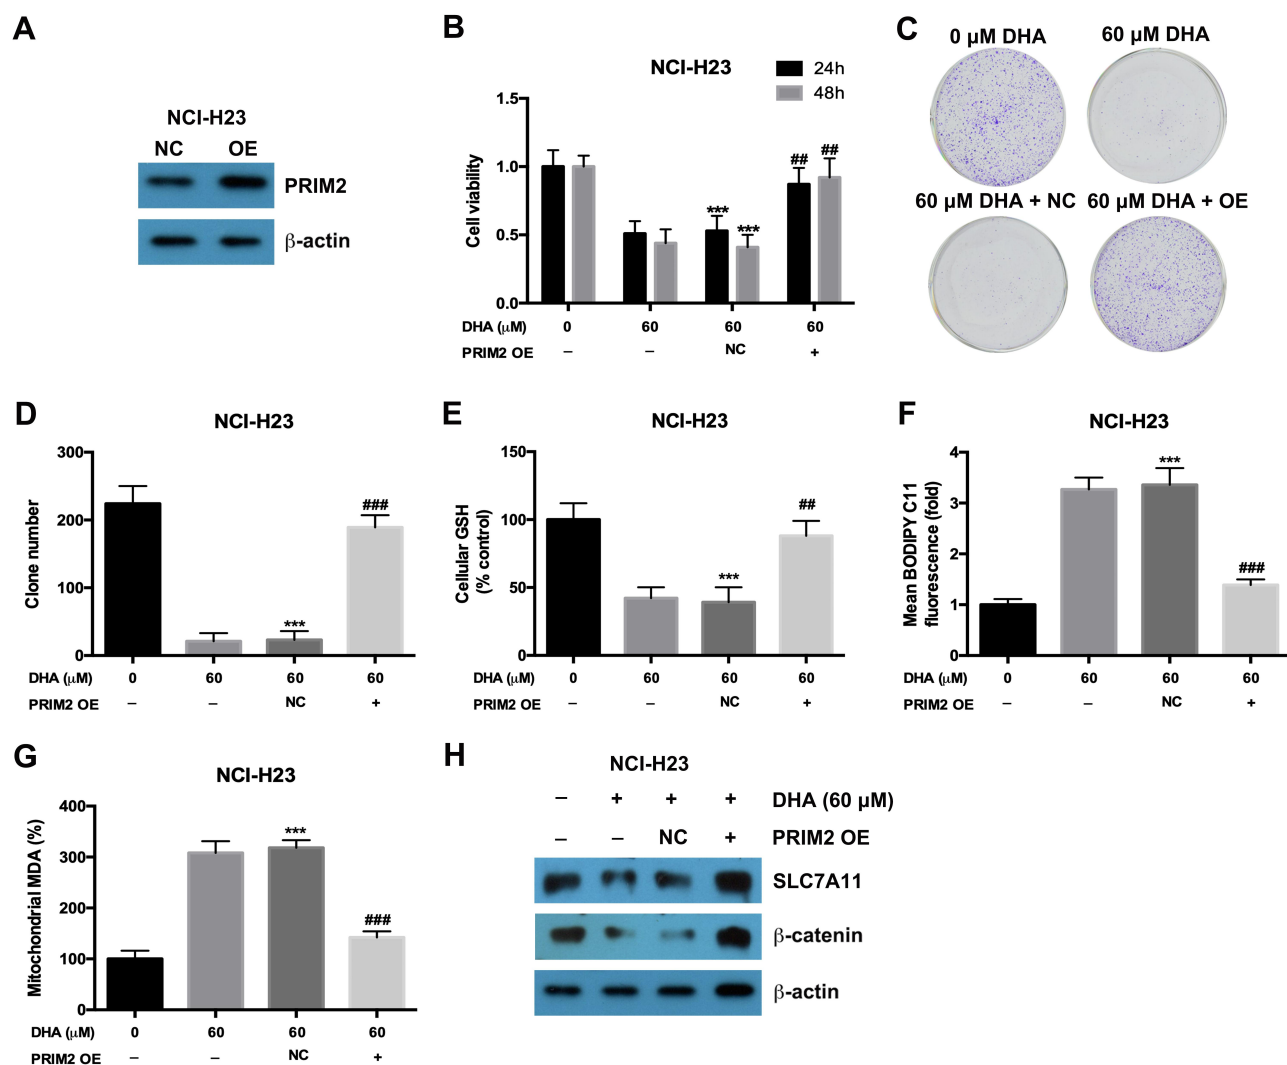 A
NCI-H23
NC OE
PRIM2
β-actin
B
NCI-H23
24h
48h
Cell viability
1.5
1.0
0.5
0.0
*** *** ## ##
DHA (μM) 0 60 60 60
PRIM2 OE – – NC +
C
0 μM DHA 60 μM DHA
60 μM DHA + NC 60 μM DHA + OE
D
NCI-H23
Clone number
300
200
100
0
*** ###
DHA (μM) 0 60 60 60
PRIM2 OE – – NC +
E
NCI-H23
Cellular GSH
(% control)
150
100
50
0
*** ##
DHA (μM) 0 60 60 60
PRIM2 OE – – NC +
F
NCI-H23
Mean BODIPY C11
fluorescence (fold)
4
3
2
1
0
*** ###
DHA (μM) 0 60 60 60
PRIM2 OE – – NC +
G
NCI-H23
Mitochondrial MDA (%)
400
300
200
100
0
*** ###
DHA (μM) 0 60 60 60
PRIM2 OE – – NC +
H
NCI-H23
– + + + DHA (60 μM)
– – NC + PRIM2 OE
SLC7A11
β-catenin
β-actin